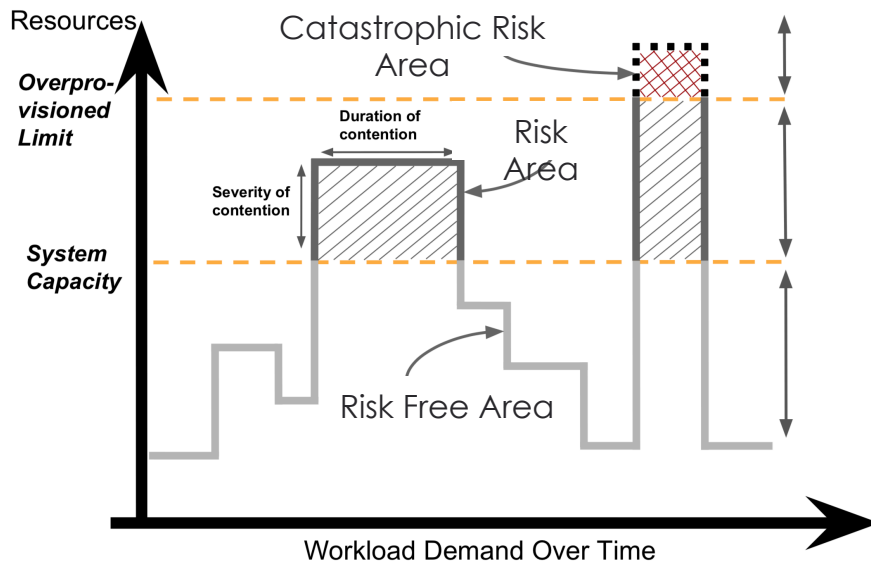 Resources
Catastrophic Risk
Area
Overpro-
visioned
Limit
Duration of
contention
Risk
Area
Severity of
contention
System
Capacity
Risk Free Area
Workload Demand Over Time